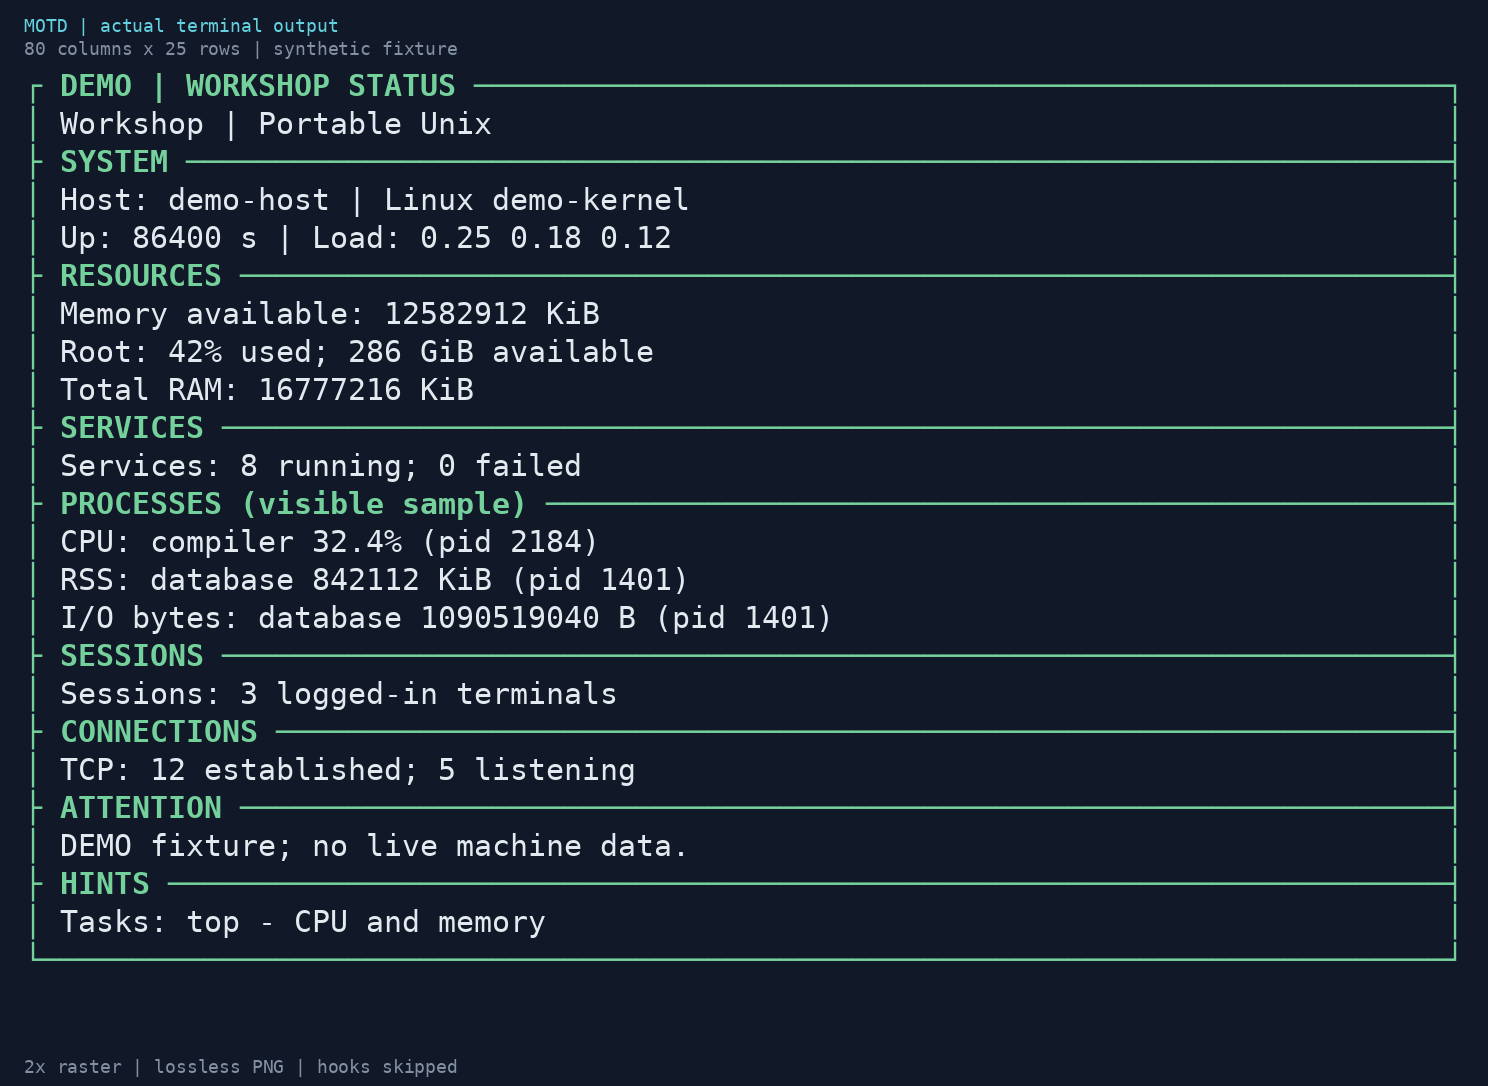 MOTD | actual terminal output
80 columns x 25 rows | synthetic fixture
DEMO | WORKSHOP STATUS
Workshop | Portable Unix
SYSTEM
Host: demo-host | Linux demo-kernel
Up: 86400 s | Load: 0.25 0.18 0.12
RESOURCES
Memory available: 12582912 KiB
Root: 42% used; 286 GiB available
Total RAM: 16777216 KiB
SERVICES
Services: 8 running; 0 failed
PROCESSES (visible sample)
CPU: compiler 32.4% (pid 2184)
RSS: database 842112 KiB (pid 1401)
I/O bytes: database 1090519040 B (pid 1401)
SESSIONS
Sessions: 3 logged-in terminals
CONNECTIONS
TCP: 12 established; 5 listening
ATTENTION
DEMO fixture; no live machine data.
HINTS
Tasks: top - CPU and memory
2x raster | lossless PNG | hooks skipped